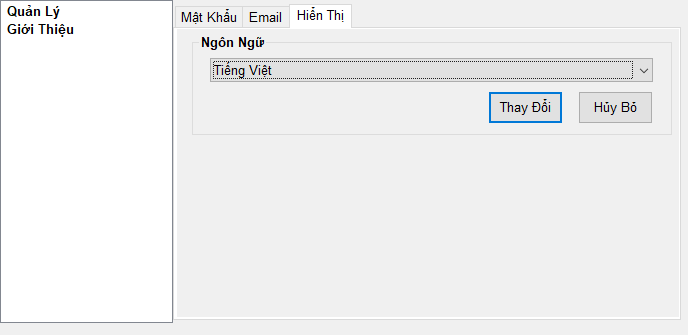 Quản Lý
Giới Thiệu
Mật Khẩu Email Hiển Thị
Ngôn Ngữ
Tiếng Việt
Thay Đổi Hủy Bỏ